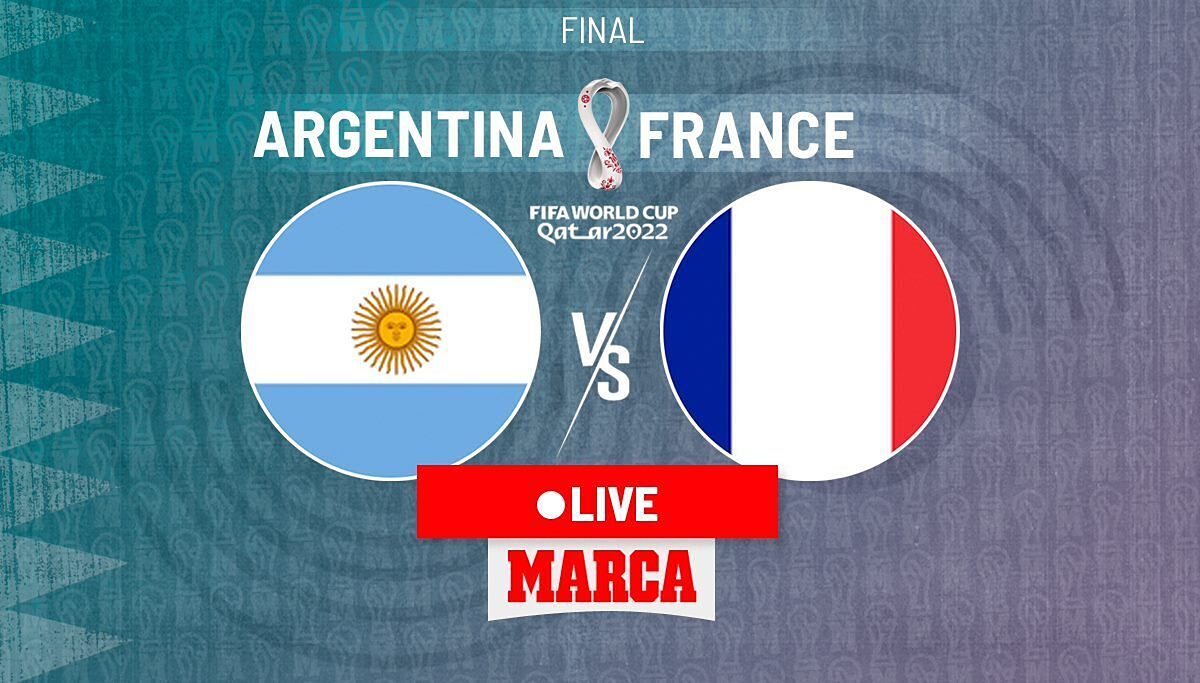 FINAL
ARGENTINA FRANCE
FIFA WORLD CUP
Qatar2022
VS
LIVE
MARCA